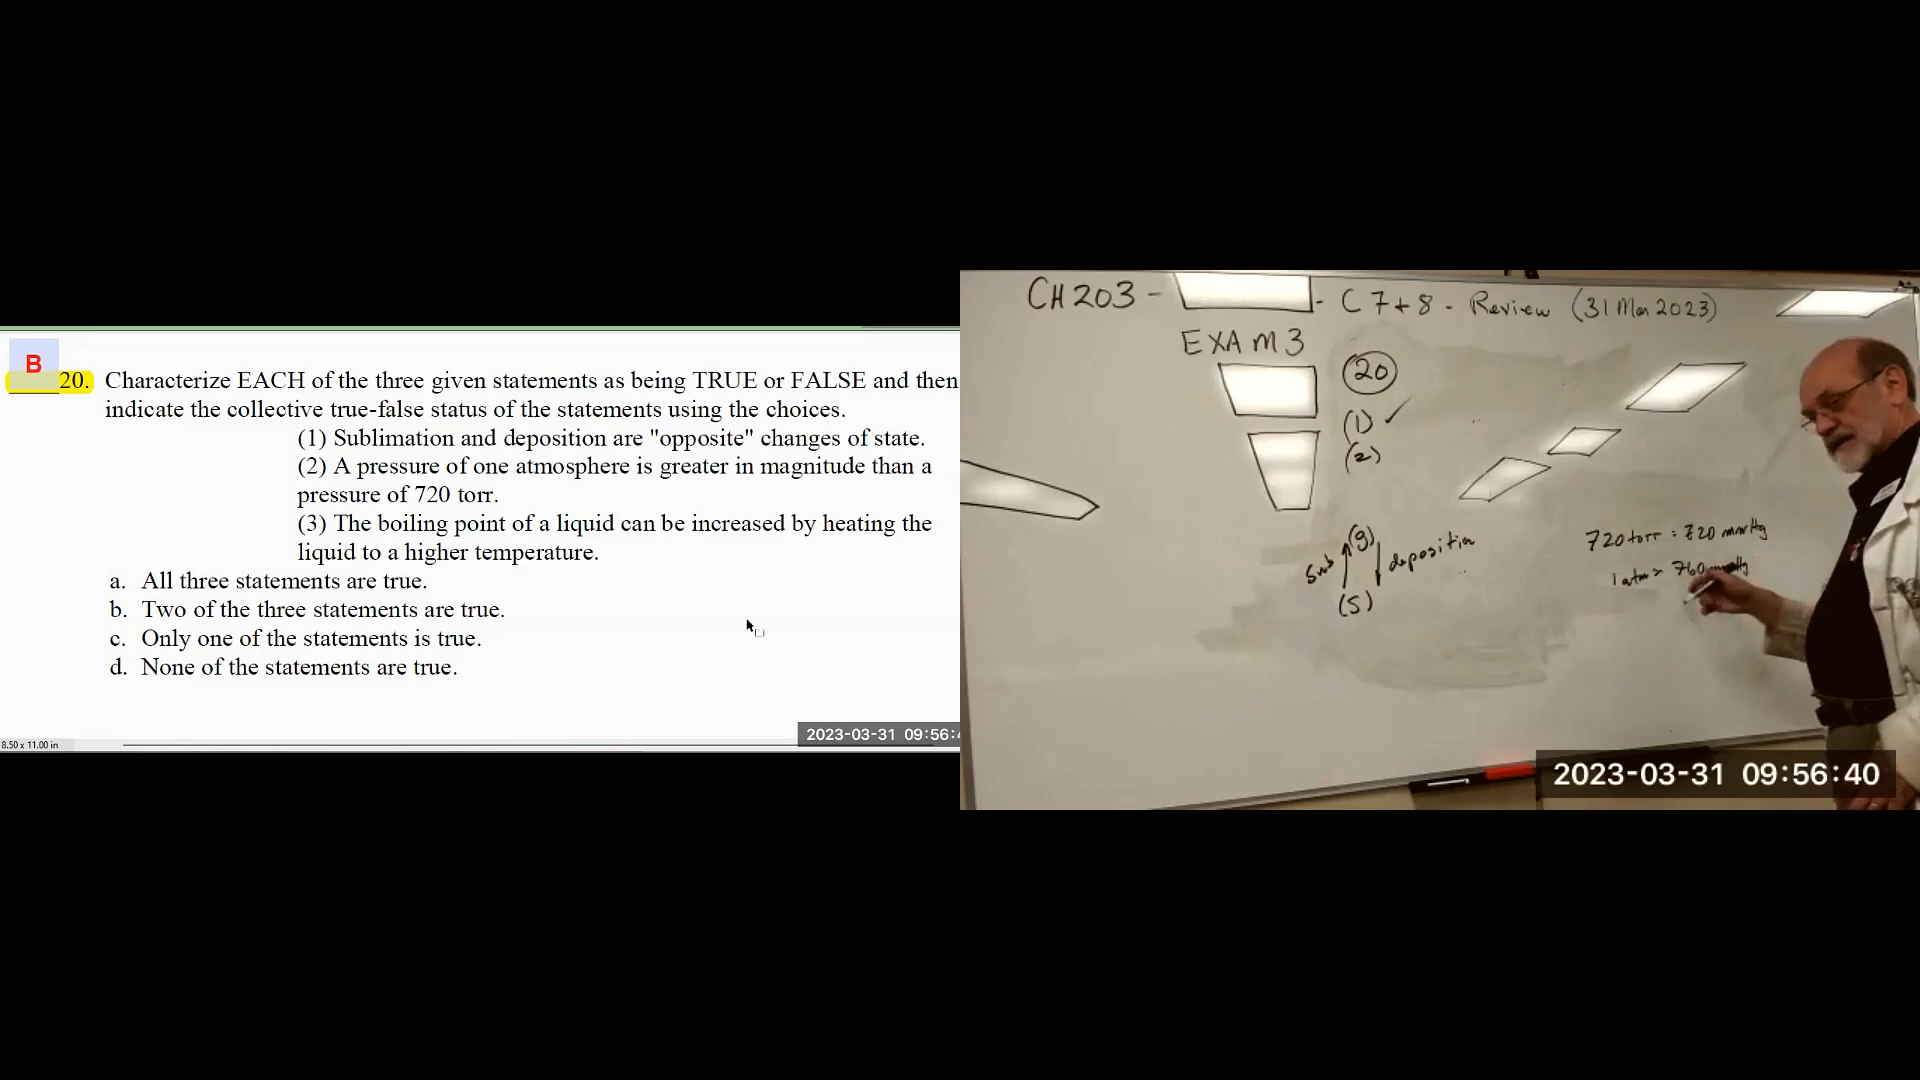 B
20. Characterize EACH of the three given statements as being TRUE or FALSE and then
indicate the collective true-false status of the statements using the choices.
(1) Sublimation and deposition are "opposite" changes of state.
(2) A pressure of one atmosphere is greater in magnitude than a
pressure of 720 torr.
(3) The boiling point of a liquid can be increased by heating the
liquid to a higher temperature.
a. All three statements are true.
b. Two of the three statements are true.
c. Only one of the statements is true.
d. None of the statements are true.
2023-03-31 09:56:4
8.50 x 11.00 in
CH203 - - C 7+8 - Review (31 Mar 2023)
EXAM 3
20
(1) ✓
(2)
(g)
Sub deposition
(S)
720 torr = 720 mmHg
1 atm = 760 mmHg
2023-03-31 09:56:40